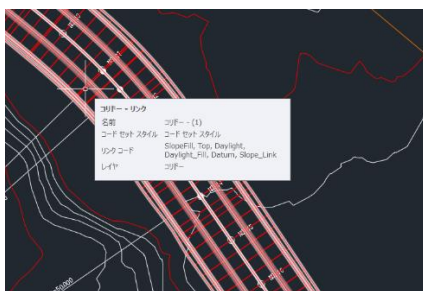 コリドー - リンク
名前 コリドー - (1)
コード セット スタイル コード セット スタイル
リンク コード SlopeFill, Top, Daylight,
Daylight_Fill, Datum, Slope_Link
レイヤ コリドー